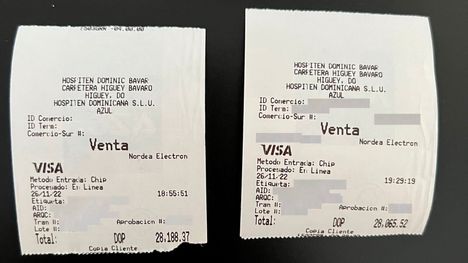 HOSPITEN DOMINIC BAVAR
CARRETERA HIGUEY BAVARO
HIGUEY, DO
HOSPITEN DOMINICANA S.L.U.
AZUL
ID Comercio:
ID Term:
Comercio-Sur #:
Venta
Nordea Electron
VISA
Metodo Entrada: Chip
Procesado: En Linea
26/11/22 18:55:51
Etiqueta:
AID:
ARQC:
Tran #: Aprobacion #:
Lote #:
Total: DOP 28,188.37
Copia Cliente
HOSPITEN DOMINIC BAVAR
CARRETERA HIGUEY BAVARO
HIGUEY, DO
HOSPITEN DOMINICANA S.L.U.
AZUL
ID Comercio:
ID Term:
Comercio-Sur #:
Venta
Nordea Electron
VISA
Metodo Entrada: Chip
Procesado: En Linea
26/11/22 19:29:19
Etiqueta:
AID:
ARQC:
Tran #: Aprobacion #:
Lote #:
Total: DOP 28,065.52
Copia Cliente